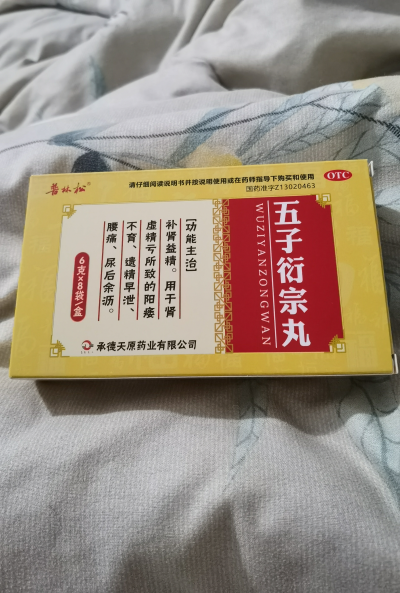 普林松®
请仔细阅读说明书并按说明使用或在药师指导下购买和使用
OTC
国药准字Z13020463
五子衍宗丸
WUZIYANZONGWAN
[功能主治]
补肾益精。用于肾
虚精亏所致的阳痿
不育、遗精早泄、
腰痛、尿后余沥。
6克×8袋/盒
承德天原药业有限公司